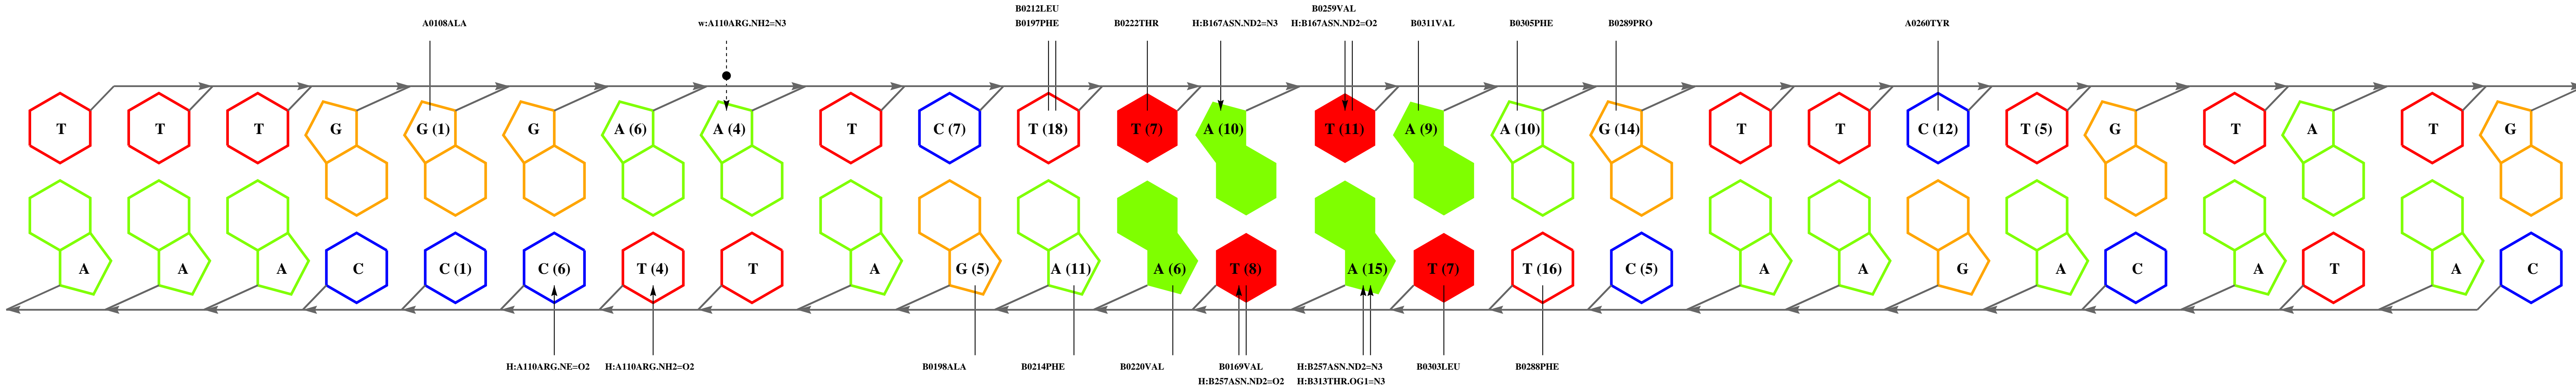 B0212LEU B0259VAL
A0108ALA w:A110ARG.NH2=N3 B0197PHE B0222THR H:B167ASN.ND2=N3 H:B167ASN.ND2=O2 B0311VAL B0305PHE B0289PRO A0260TYR
T T T G G (1) G A (6) A (4) T C (7) T (18) T (7) A (10) T (11) A (9) A (10) G (14) T T C (12) T (5) G T A T G
A A A C C (1) C (6) T (4) T A G (5) A (11) A (6) T (8) A (15) T (7) T (16) C (5) A A G A C A T A C
H:A110ARG.NE=O2 H:A110ARG.NH2=O2 B0198ALA B0214PHE B0220VAL B0169VAL H:B257ASN.ND2=N3 B0303LEU B0288PHE
H:B257ASN.ND2=O2 H:B313THR.OG1=N3